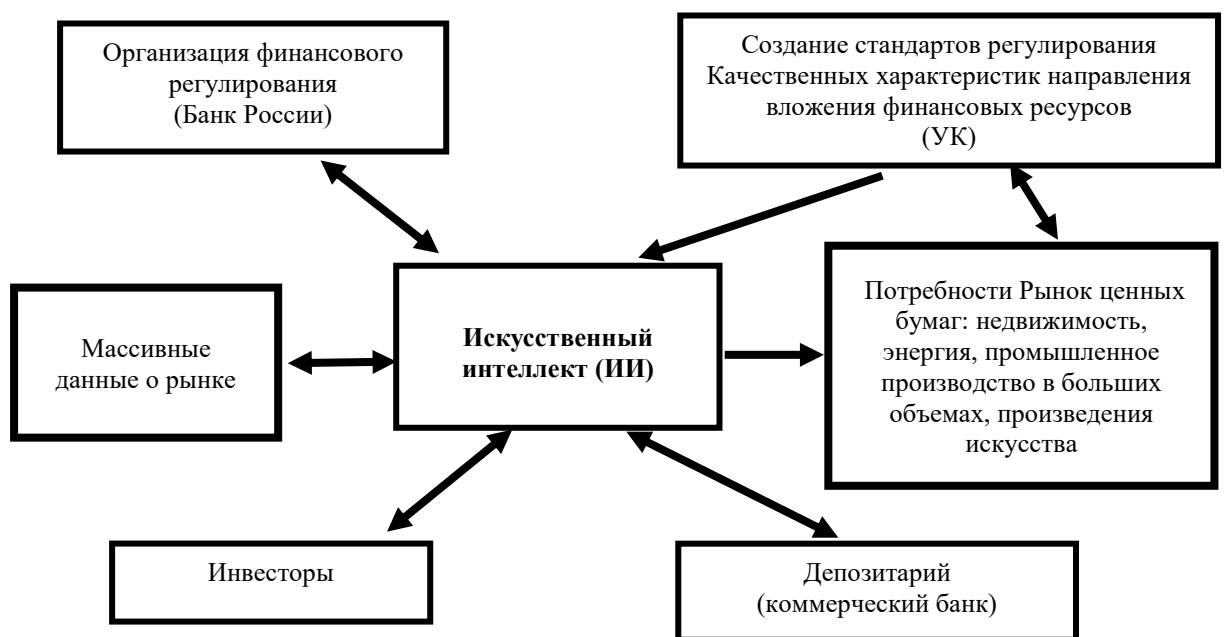 Организация финансового
регулирования
(Банк России)
Создание стандартов регулирования
Качественных характеристик направления
вложения финансовых ресурсов
(УК)
Массивные
данные о рынке
Искусственный
интеллект (ИИ)
Потребности Рынок ценных
бумаг: недвижимость,
энергия, промышленное
производство в больших
объемах, произведения
искусства
Инвесторы
Депозитарий
(коммерческий банк)